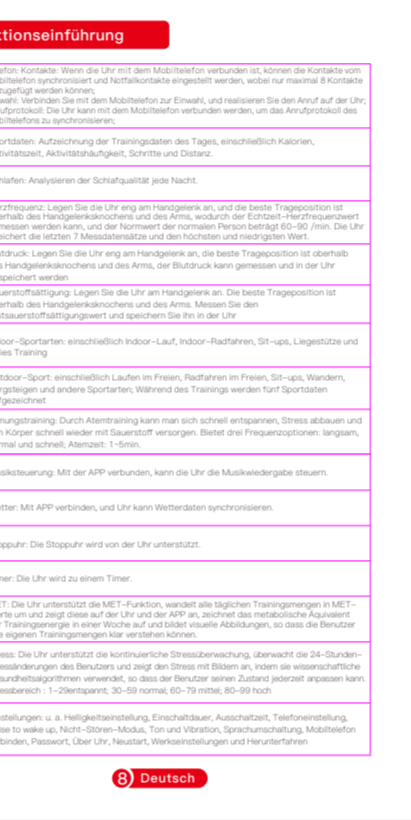 ktionseinführung
efon: Kontakte: Wenn die Uhr mit dem Mobiltelefon verbunden ist, können die Kontakte vom
biltelefon synchronisiert und Notfallkontakte eingestellt werden, wobei nur maximal 8 Kontakte
zugefügt werden können;
wahl: Verbinden Sie mit dem Mobiltelefon zur Einwahl, und realisieren Sie den Anruf auf der Uhr;
ufprotokoll: Die Uhr kann mit dem Mobiltelefon verbunden werden, um das Anrufprotokoll des
biltelefons zu synchronisieren;
ortdaten: Aufzeichnung der Trainingsdaten des Tages, einschließlich Kalorien,
tivitätszeit, Aktivitätshäufigkeit, Schritte und Distanz.
hlafen: Analysieren der Schlafqualität jede Nacht.
rzfrequenz: Legen Sie die Uhr eng am Handgelenk an, und die beste Trageposition ist
erhalb des Handgelenksknochens und des Arms, wodurch der Echtzeit-Herzfrequenzwert
messen werden kann, und der Normwert der normalen Person beträgt 60-90 /min. Die Uhr
eichert die letzten 7 Messdatensätze und den höchsten und niedrigsten Wert.
tdruck: Legen Sie die Uhr eng am Handgelenk an, die beste Trageposition ist oberhalb
s Handgelenksknochens und des Arms, der Blutdruck kann gemessen und in der Uhr
speichert werden
uerstoffsättigung: Legen Sie die Uhr am Handgelenk an. Die beste Trageposition ist
erhalb des Handgelenksknochens und des Arms. Messen Sie den
tsauerstoffsättigungswert und speichern Sie ihn in der Uhr
oor-Sportarten: einschließlich Indoor-Lauf, Indoor-Radfahren, Sit-ups, Liegestütze und
ies Training
tdoor-Sport: einschließlich Laufen im Freien, Radfahren im Freien, Sit-ups, Wandern,
rgsteigen und andere Sportarten; Während des Trainings werden fünf Sportdaten
fgezeichnet
mungstraining: Durch Atemtraining kann man sich schnell entspannen, Stress abbauen und
n Körper schnell wieder mit Sauerstoff versorgen. Bietet drei Frequenzoptionen: langsam,
rmal und schnell; Atemzeit: 1-5min.
siksteuerung: Mit der APP verbunden, kann die Uhr die Musikwiedergabe steuern.
tter: Mit APP verbinden, und Uhr kann Wetterdaten synchronisieren.
oppuhr: Die Stoppuhr wird von der Uhr unterstützt.
ner: Die Uhr wird zu einem Timer.
ET: Die Uhr unterstützt die MET-Funktion, wandelt alle täglichen Trainingsmengen in MET-
erte um und zeigt diese auf der Uhr und der APP an, zeichnet das metabolische Äquivalent
r Trainingsenergie in einer Woche auf und bildet visuelle Abbildungen, so dass die Benutzer
e eigenen Trainingsmengen klar verstehen können.
ess: Die Uhr unterstützt die kontinuierliche Stressüberwachung, überwacht die 24-Stunden-
essänderungen des Benutzers und zeigt den Stress mit Bildern an, indem sie wissenschaftliche
sundheitsalgorithmen verwendet, so dass der Benutzer seinen Zustand jederzeit anpassen kann.
essbereich : 1-29entspannt; 30-59 normal; 60-79 mittel; 80-99 hoch
stellungen: u. a. Helligkeitseinstellung, Einschaltdauer, Ausschaltzeit, Telefoneinstellung,
ise to wake up, Nicht-Stören-Modus, Ton und Vibration, Sprachumschaltung, Mobiltelefon
binden, Passwort, Über Uhr, Neustart, Werkseinstellungen und Herunterfahren
8 Deutsch